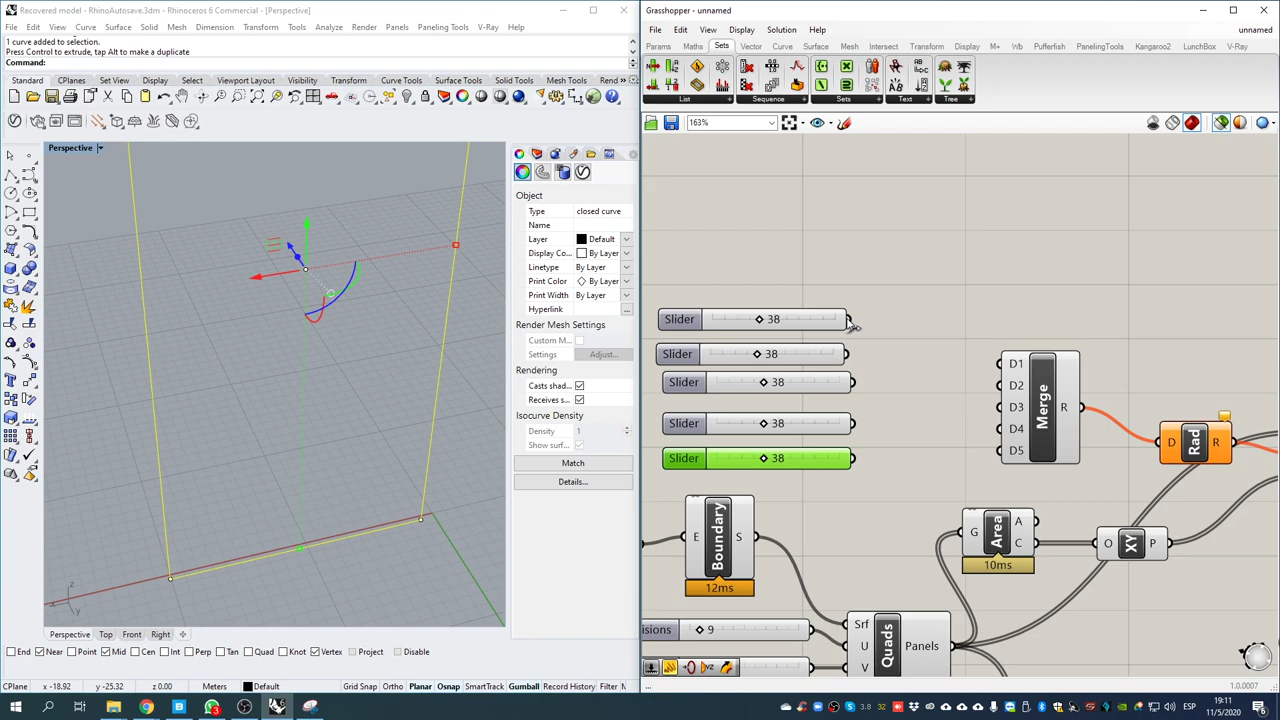 Recovered model - RhinoAutosave.3dm - Rhinoceros 6 Commercial - [Perspective]
File Edit View Curve Surface Solid Mesh Dimension Transform Tools Analyze Render Panels Paneling Tools V-Ray Help
1 curve added to selection.
Press Control to extrude, tap Alt to make a duplicate
Command:
Standard CPlanes Set View Display Select Viewport Layout Visibility Transform Curve Tools Surface Tools Solid Tools Mesh Tools Rend
Perspective
z
x
y
Object
Type closed curve
Name
Layer Default
Display Co... By Layer
Linetype By Layer
Print Color By Layer
Print Width By Layer
Hyperlink ...
Render Mesh Settings
Custom M...
Settings Adjust...
Rendering
Casts shad...
Receives s...
Isocurve Density
Density 1
Show surf...
Match
Details...
Perspective Top Front Right
End Near Point Mid Cen Int Perp Tan Quad Knot Vertex Project Disable
CPlane x -18.92 y -25.32 z 0.00 Meters Default Grid Snap Ortho Planar Osnap SmartTrack Gumball Record History Filter
Grasshopper - unnamed
File Edit View Display Solution Help unnamed
Params Maths Sets Vector Curve Surface Mesh Intersect Transform Display M+ Wb Pufferfish PanelingTools Kangaroo2 LunchBox V-Ray
List Sequence Sets Text Tree
163%
Slider 38
Slider 38
Slider 38
Slider 38
Slider 38
D1
D2
D3
D4
D5
Merge
R
D Rad R
E Boundary S
12ms
G Area A
C
10ms
O XY P
isions 9
Srf
U
V
Quads
Panels
... 1.0.0007
3.8 32 ESP
19:11
11/5/2020